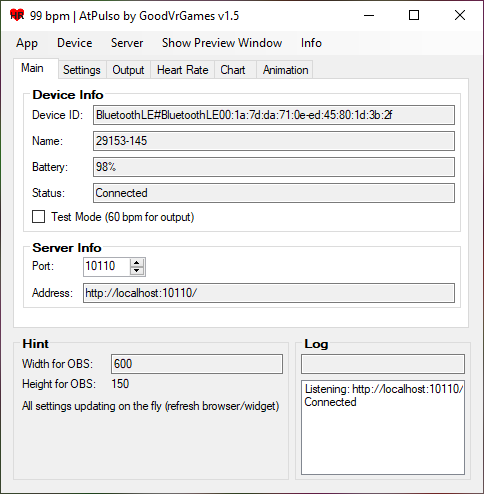 99 bpm | AtPulso by GoodVrGames v1.5
App Device Server Show Preview Window Info
Main Settings Output Heart Rate Chart Animation
Device Info
Device ID: BluetoothLE#BluetoothLE00:1a:7d:da:71:0e-ed:45:80:1d:3b:2f
Name: 29153-145
Battery: 98%
Status: Connected
Test Mode (60 bpm for output)
Server Info
Port: 10110
Address: http://localhost:10110/
Hint
Width for OBS: 600
Height for OBS: 150
All settings updating on the fly (refresh browser/widget)
Log
Listening: http://localhost:10110/
Connected